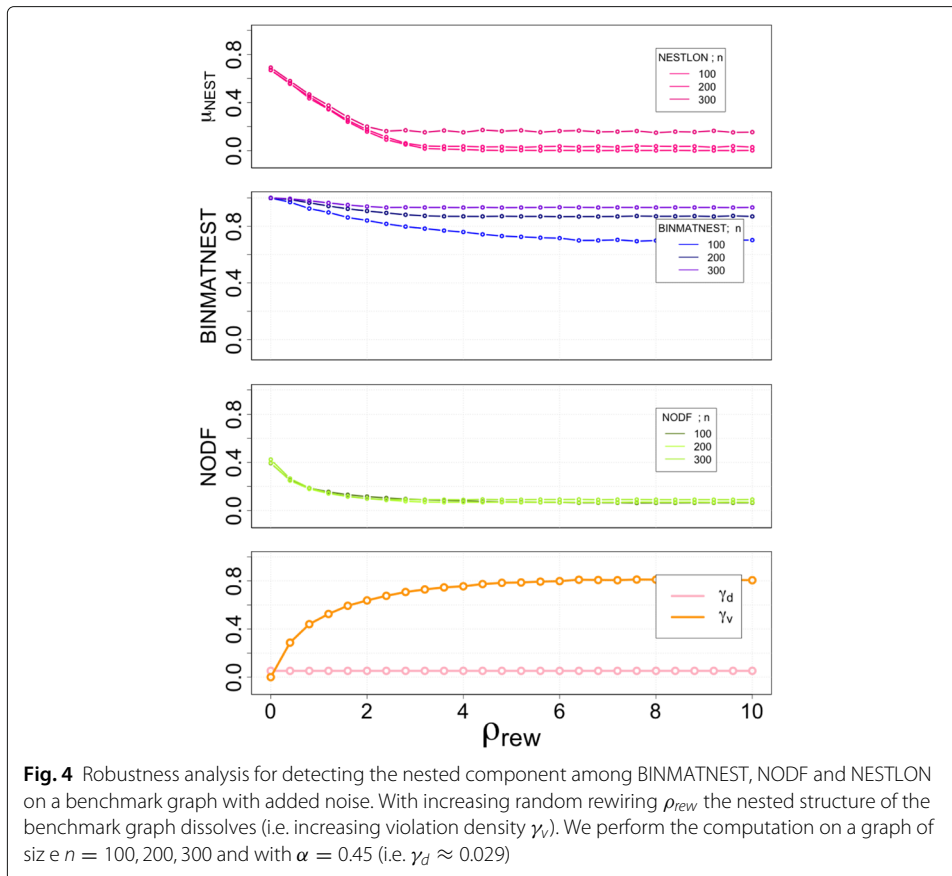 0.8
0.4
0.0
μNEST
NESTLON ; n
100
200
300
0.8
0.4
0.0
BINMATNEST
BINMATNEST; n
100
200
300
0.8
0.4
0.0
NODF
NODF ; n
100
200
300
0.8
0.4
0.0
γd
γv
0 2 4 6 8 10
ρrew
Fig. 4 Robustness analysis for detecting the nested component among BINMATNEST, NODF and NESTLON
on a benchmark graph with added noise. With increasing random rewiring ρrew the nested structure of the
benchmark graph dissolves (i.e. increasing violation density γv). We perform the computation on a graph of
siz e n = 100, 200, 300 and with α = 0.45 (i.e. γd ≈ 0.029)